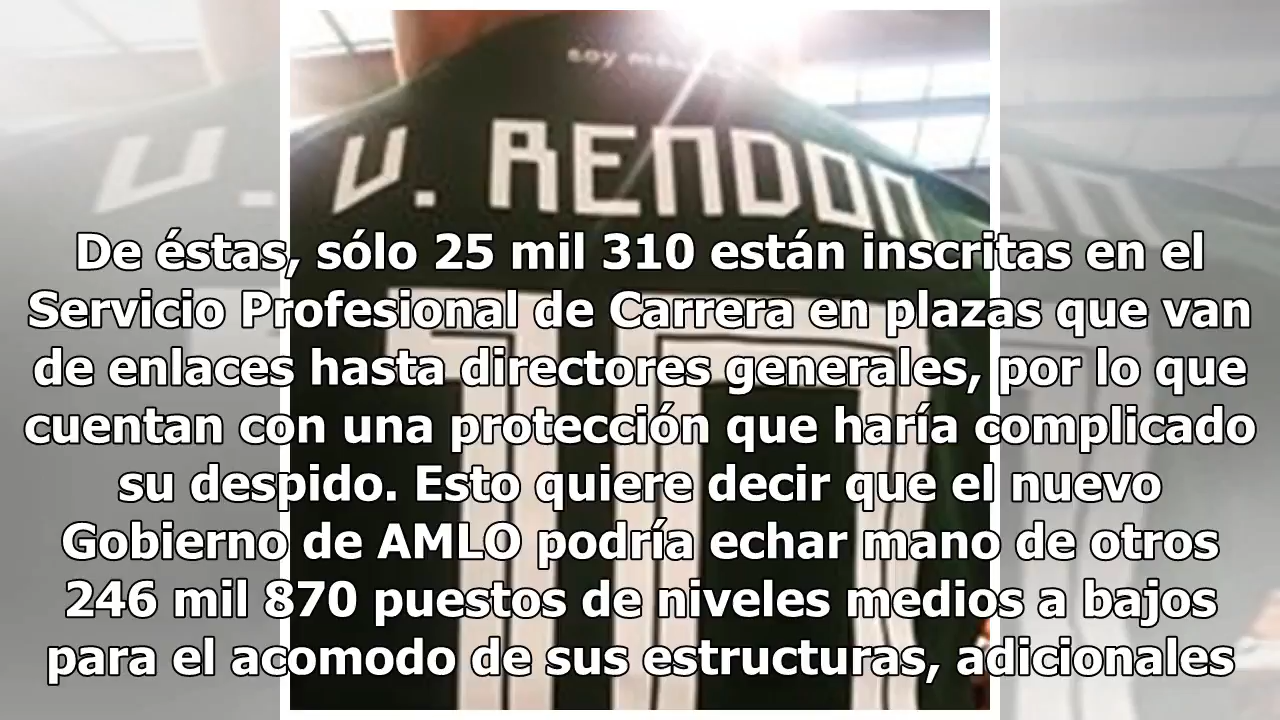 soy
V. RENDON
10
De éstas, sólo 25 mil 310 están inscritas en el
Servicio Profesional de Carrera en plazas que van
de enlaces hasta directores generales, por lo que
cuentan con una protección que haría complicado
su despido. Esto quiere decir que el nuevo
Gobierno de AMLO podría echar mano de otros
246 mil 870 puestos de niveles medios a bajos
para el acomodo de sus estructuras, adicionales